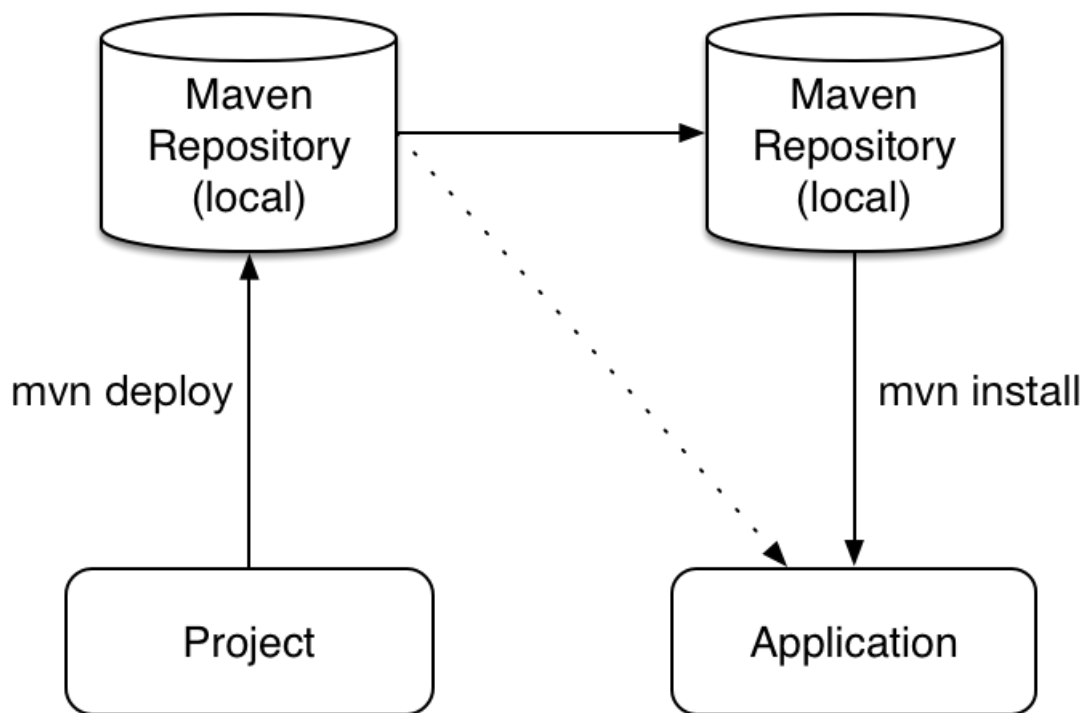 Maven
Repository
(local)
Maven
Repository
(local)
mvn deploy
mvn install
Project
Application